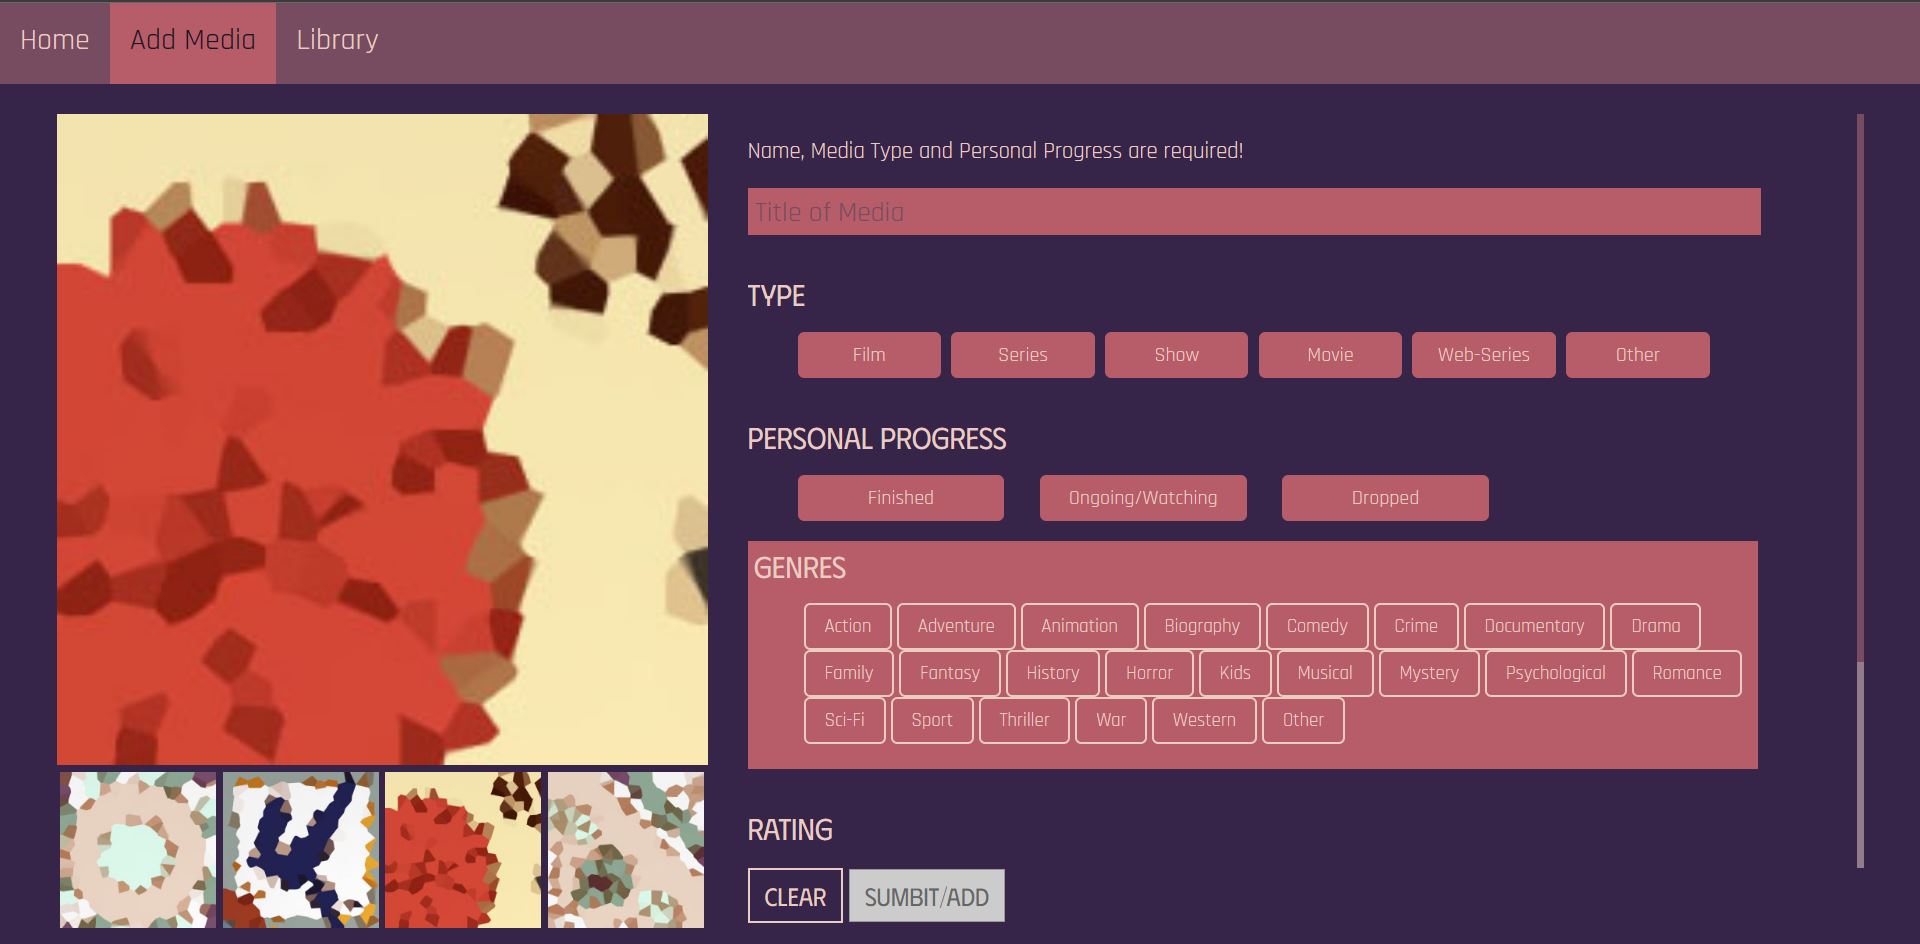 Home Add Media Library
Name, Media Type and Personal Progress are required!
Title of Media
TYPE
Film Series Show Movie Web-Series Other
PERSONAL PROGRESS
Finished Ongoing/Watching Dropped
GENRES
Action Adventure Animation Biography Comedy Crime Documentary Drama
Family Fantasy History Horror Kids Musical Mystery Psychological Romance
Sci-Fi Sport Thriller War Western Other
RATING
CLEAR SUMBIT/ADD